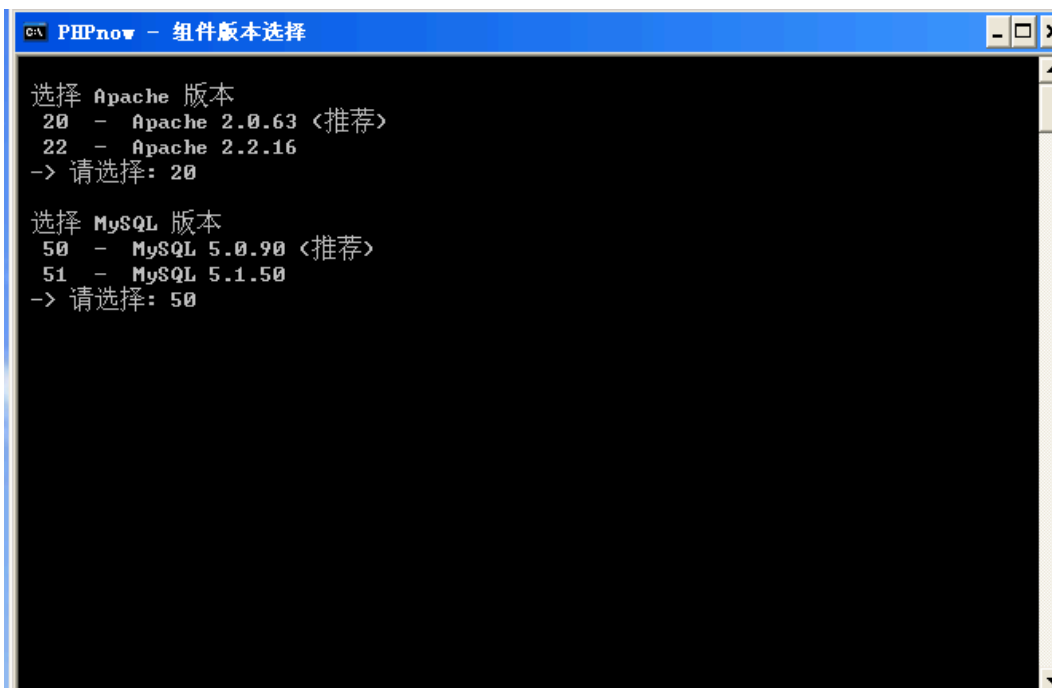 PHPnow - 组件版本选择
选择 Apache 版本
20 - Apache 2.0.63 <推荐>
22 - Apache 2.2.16
-> 请选择: 20
选择 MySQL 版本
50 - MySQL 5.0.90 <推荐>
51 - MySQL 5.1.50
-> 请选择: 50